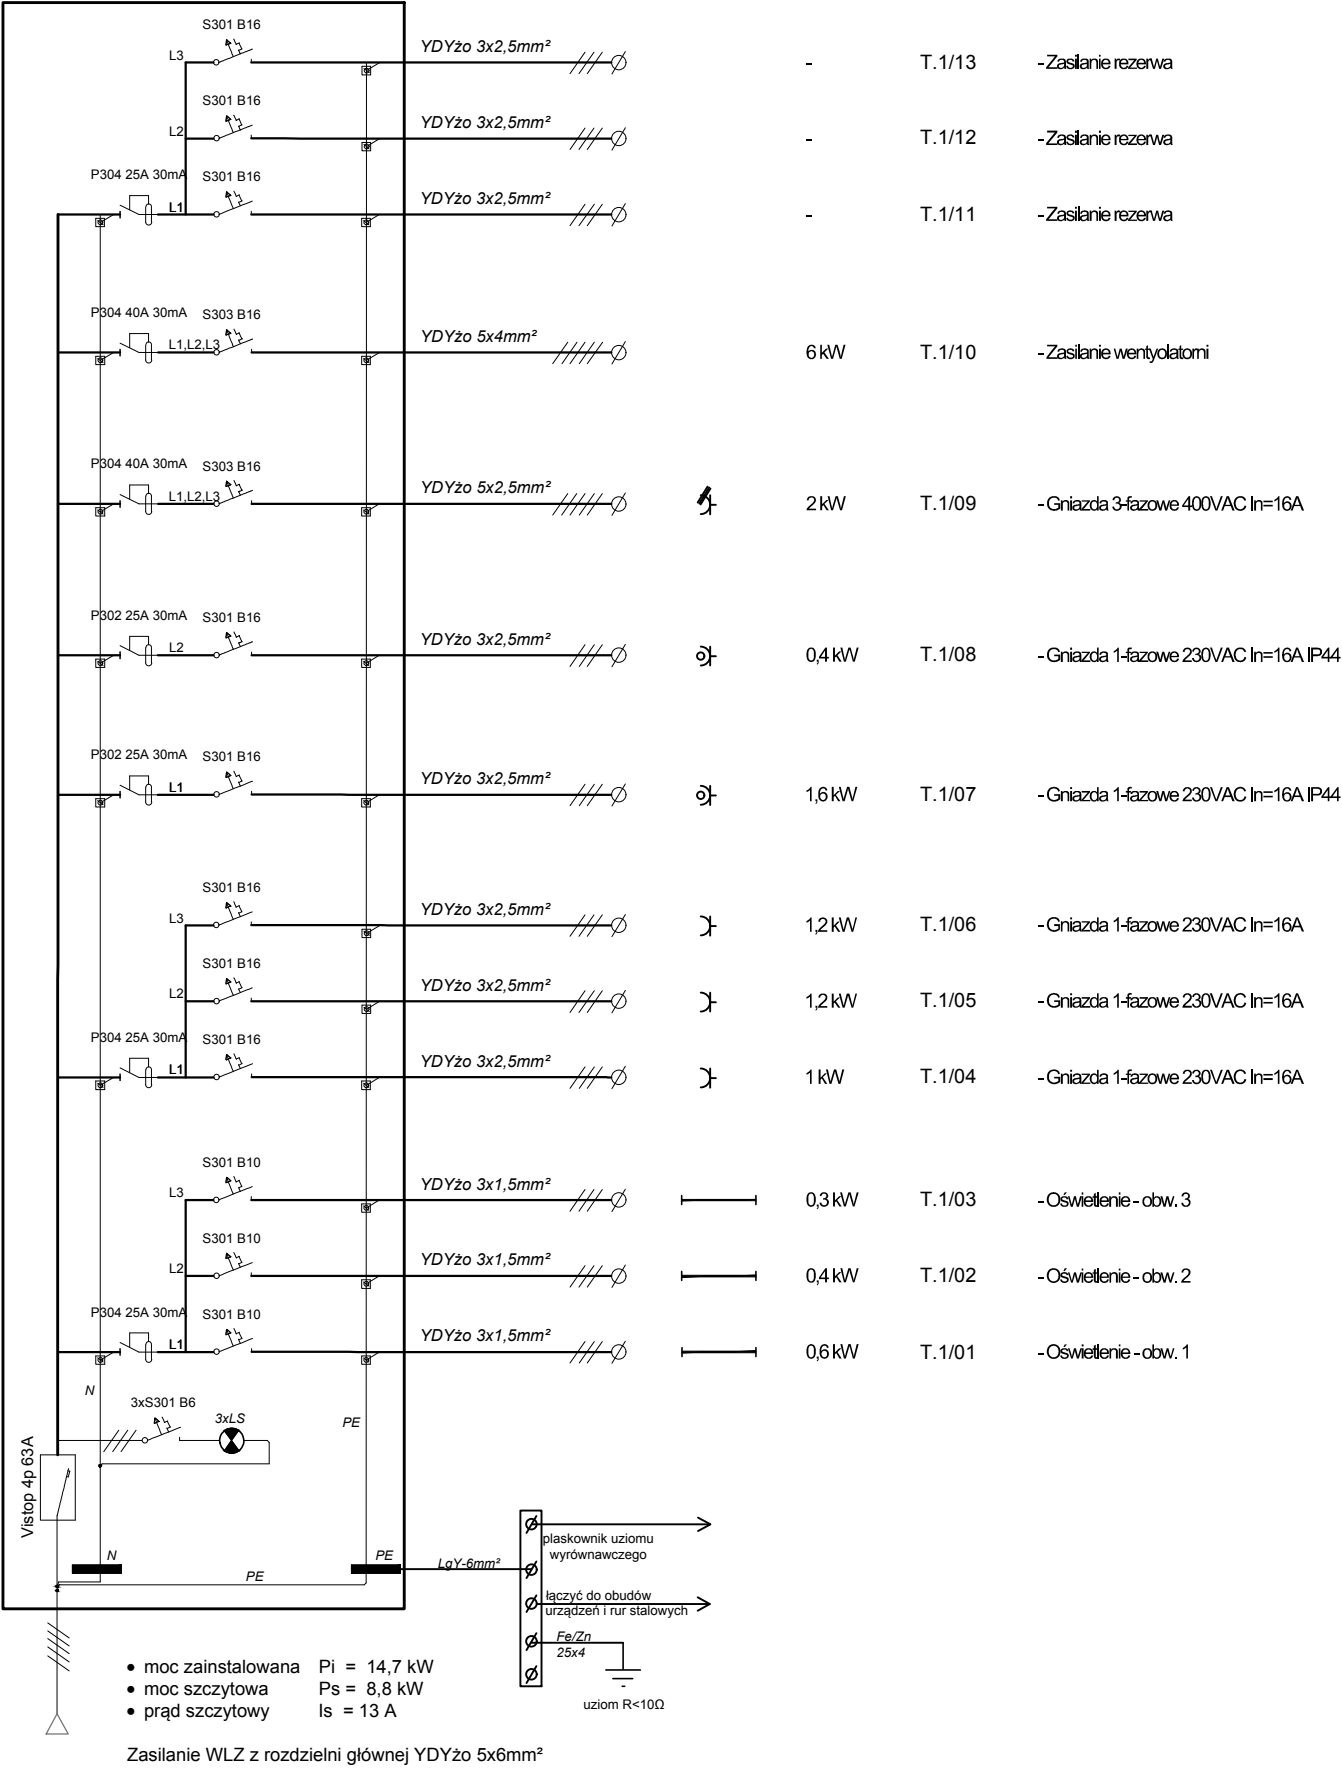 S301 B16
L3
YDYżo 3x2,5mm²
-
T.1/13
-Zasilanie rezerwa
S301 B16
L2
YDYżo 3x2,5mm²
-
T.1/12
-Zasilanie rezerwa
P304 25A 30mA
S301 B16
L1
YDYżo 3x2,5mm²
-
T.1/11
-Zasilanie rezerwa
P304 40A 30mA
S303 B16
L1,L2,L3
YDYżo 5x4mm²
6 kW
T.1/10
-Zasilanie wentyolatorni
P304 40A 30mA
S303 B16
L1,L2,L3
YDYżo 5x2,5mm²
2 kW
T.1/09
-Gniazda 3-fazowe 400VAC In=16A
P302 25A 30mA
S301 B16
L2
YDYżo 3x2,5mm²
0,4 kW
T.1/08
-Gniazda 1-fazowe 230VAC In=16A IP44
P302 25A 30mA
S301 B16
L1
YDYżo 3x2,5mm²
1,6 kW
T.1/07
-Gniazda 1-fazowe 230VAC In=16A IP44
S301 B16
L3
YDYżo 3x2,5mm²
1,2 kW
T.1/06
-Gniazda 1-fazowe 230VAC In=16A
S301 B16
L2
YDYżo 3x2,5mm²
1,2 kW
T.1/05
-Gniazda 1-fazowe 230VAC In=16A
P304 25A 30mA
S301 B16
L1
YDYżo 3x2,5mm²
1 kW
T.1/04
-Gniazda 1-fazowe 230VAC In=16A
S301 B10
L3
YDYżo 3x1,5mm²
0,3 kW
T.1/03
-Oświetlenie - obw. 3
S301 B10
L2
YDYżo 3x1,5mm²
0,4 kW
T.1/02
-Oświetlenie - obw. 2
P304 25A 30mA
S301 B10
L1
YDYżo 3x1,5mm²
0,6 kW
T.1/01
-Oświetlenie - obw. 1
N
3xS301 B6
3xLS
PE
Vistop 4p 63A
N
PE
PE
LgY-6mm²
plaskownik uziomu
wyrównawczego
łączyć do obudów
urządzeń i rur stalowych
Fe/Zn
25x4
uziom R<10Ω
• moc zainstalowana Pi = 14,7 kW
• moc szczytowa Ps = 8,8 kW
• prąd szczytowy Is = 13 A
Zasilanie WLZ z rozdzielni głównej YDYżo 5x6mm²